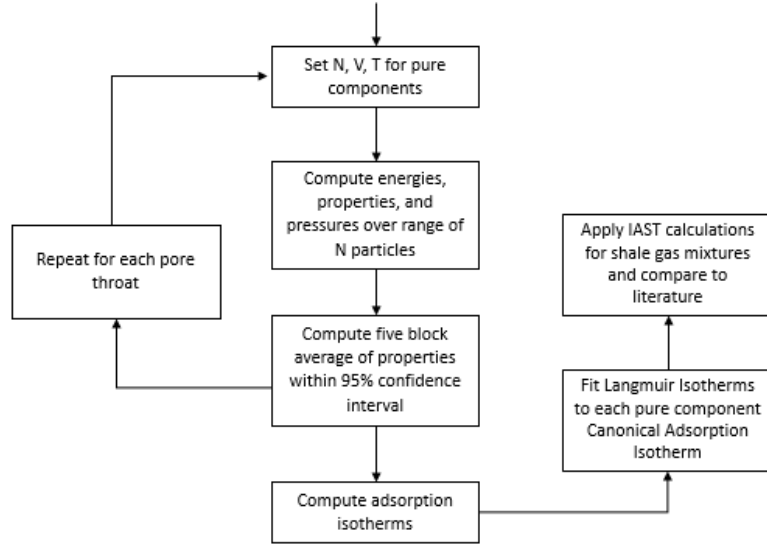 Set N, V, T for pure
components
Compute energies,
properties, and
pressures over range of
N particles
Repeat for each pore
throat
Compute five block
average of properties
within 95% confidence
interval
Compute adsorption
isotherms
Apply IAST calculations
for shale gas mixtures
and compare to
literature
Fit Langmuir Isotherms
to each pure component
Canonical Adsorption
Isotherm